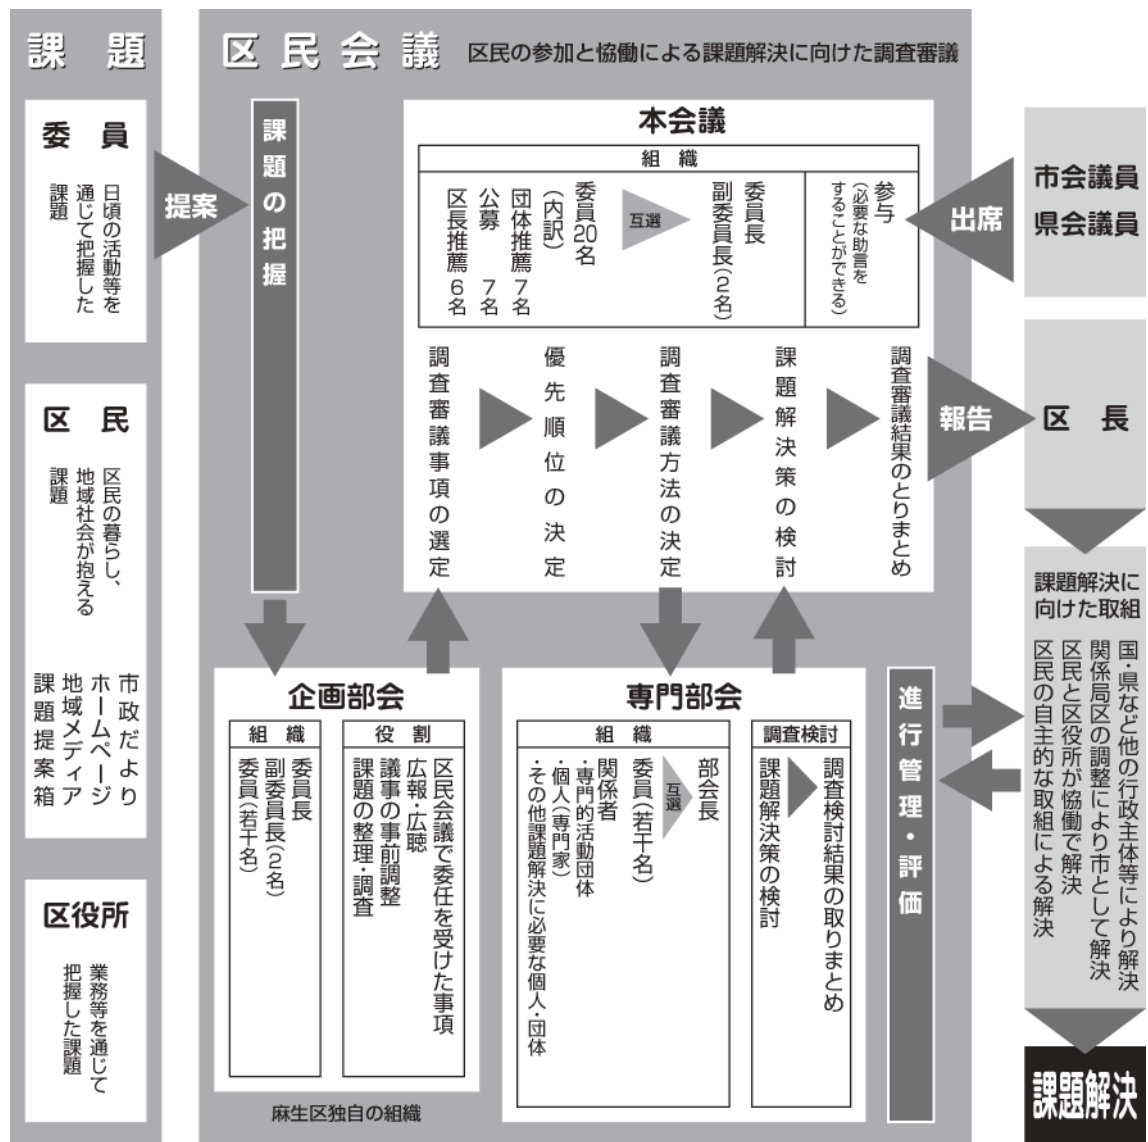 課題
委員
日頃の活動等を
通じて把握した
課題
区民
区民の暮らし、
地域社会が抱える
課題
市政だより
ホームページ
地域メディア
課題提案箱
区役所
業務等を通じて
把握した課題
提案
区民会議
区民の参加と協働による課題解決に向けた調査審議
課題の把握
本会議
組織
委員20名
(内訳)
団体推薦 7名
公募 7名
区長推薦 6名
互選
委員長
副委員長(2名)
参与
(必要な助言を
することができる)
出席
市会議員
県会議員
調査審議事項の選定
優先順位の決定
調査審議方法の決定
課題解決策の検討
調査審議結果のとりまとめ
報告
区長
企画部会
組織
委員長
副委員長(2名)
委員(若干名)
役割
区民会議で委任を受けた事項
広報・広聴
議事の事前調整
課題の整理・調査
麻生区独自の組織
専門部会
組織
部会長
互選
委員(若干名)
関係者
・専門的活動団体
・個人(専門家)
・その他課題解決に必要な個人・団体
調査検討
課題解決策の検討
調査検討結果の取りまとめ
進行管理・評価
課題解決に
向けた取組
国・県など他の行政主体等により解決
関係局区の調整により市として解決
区民と区役所が協働で解決
区民の自主的な取組による解決
課題解決